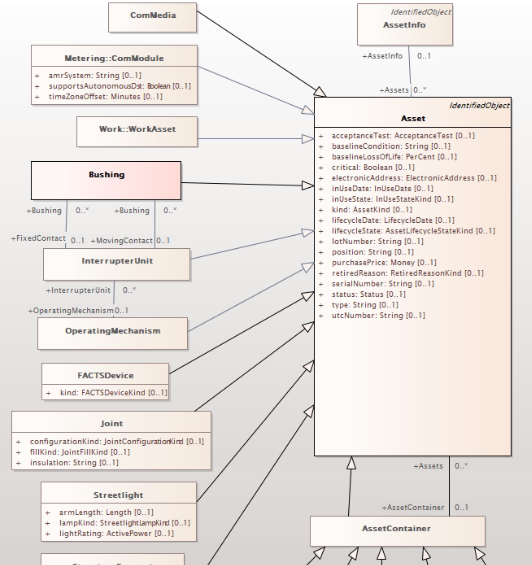 ComMedia
IdentifiedObject
AssetInfo
+AssetInfo 0..1
+Assets 0..*
Metering::ComModule
+ amrSystem: String [0..1]
+ supportsAutonomousDst: Boolean [0..1]
+ timeZoneOffset: Minutes [0..1]
Work::WorkAsset
IdentifiedObject
Asset
+ acceptanceTest: AcceptanceTest [0..1]
+ baselineCondition: String [0..1]
+ baselineLossOfLife: PerCent [0..1]
+ critical: Boolean [0..1]
+ electronicAddress: ElectronicAddress [0..1]
+ inUseDate: InUseDate [0..1]
+ inUseState: InUseStateKind [0..1]
+ kind: AssetKind [0..1]
+ lifecycleDate: LifecycleDate [0..1]
+ lifecycleState: AssetLifecycleStateKind [0..1]
+ lotNumber: String [0..1]
+ position: String [0..1]
+ purchasePrice: Money [0..1]
+ retiredReason: RetiredReasonKind [0..1]
+ serialNumber: String [0..1]
+ status: Status [0..1]
+ type: String [0..1]
+ utcNumber: String [0..1]
Bushing
+Bushing 0..* +Bushing 0..*
+FixedContact 0..1 +MovingContact 0..1
InterrupterUnit
+InterrupterUnit 0..*
+OperatingMechanism 0..1
OperatingMechanism
FACTSDevice
+ kind: FACTSDeviceKind [0..1]
Joint
+ configurationKind: JointConfigurationKind [0..1]
+ fillKind: JointFillKind [0..1]
+ insulation: String [0..1]
Streetlight
+ armLength: Length [0..1]
+ lampKind: StreetlightLampKind [0..1]
+ lightRating: ActivePower [0..1]
+Assets 0..*
+AssetContainer 0..1
AssetContainer